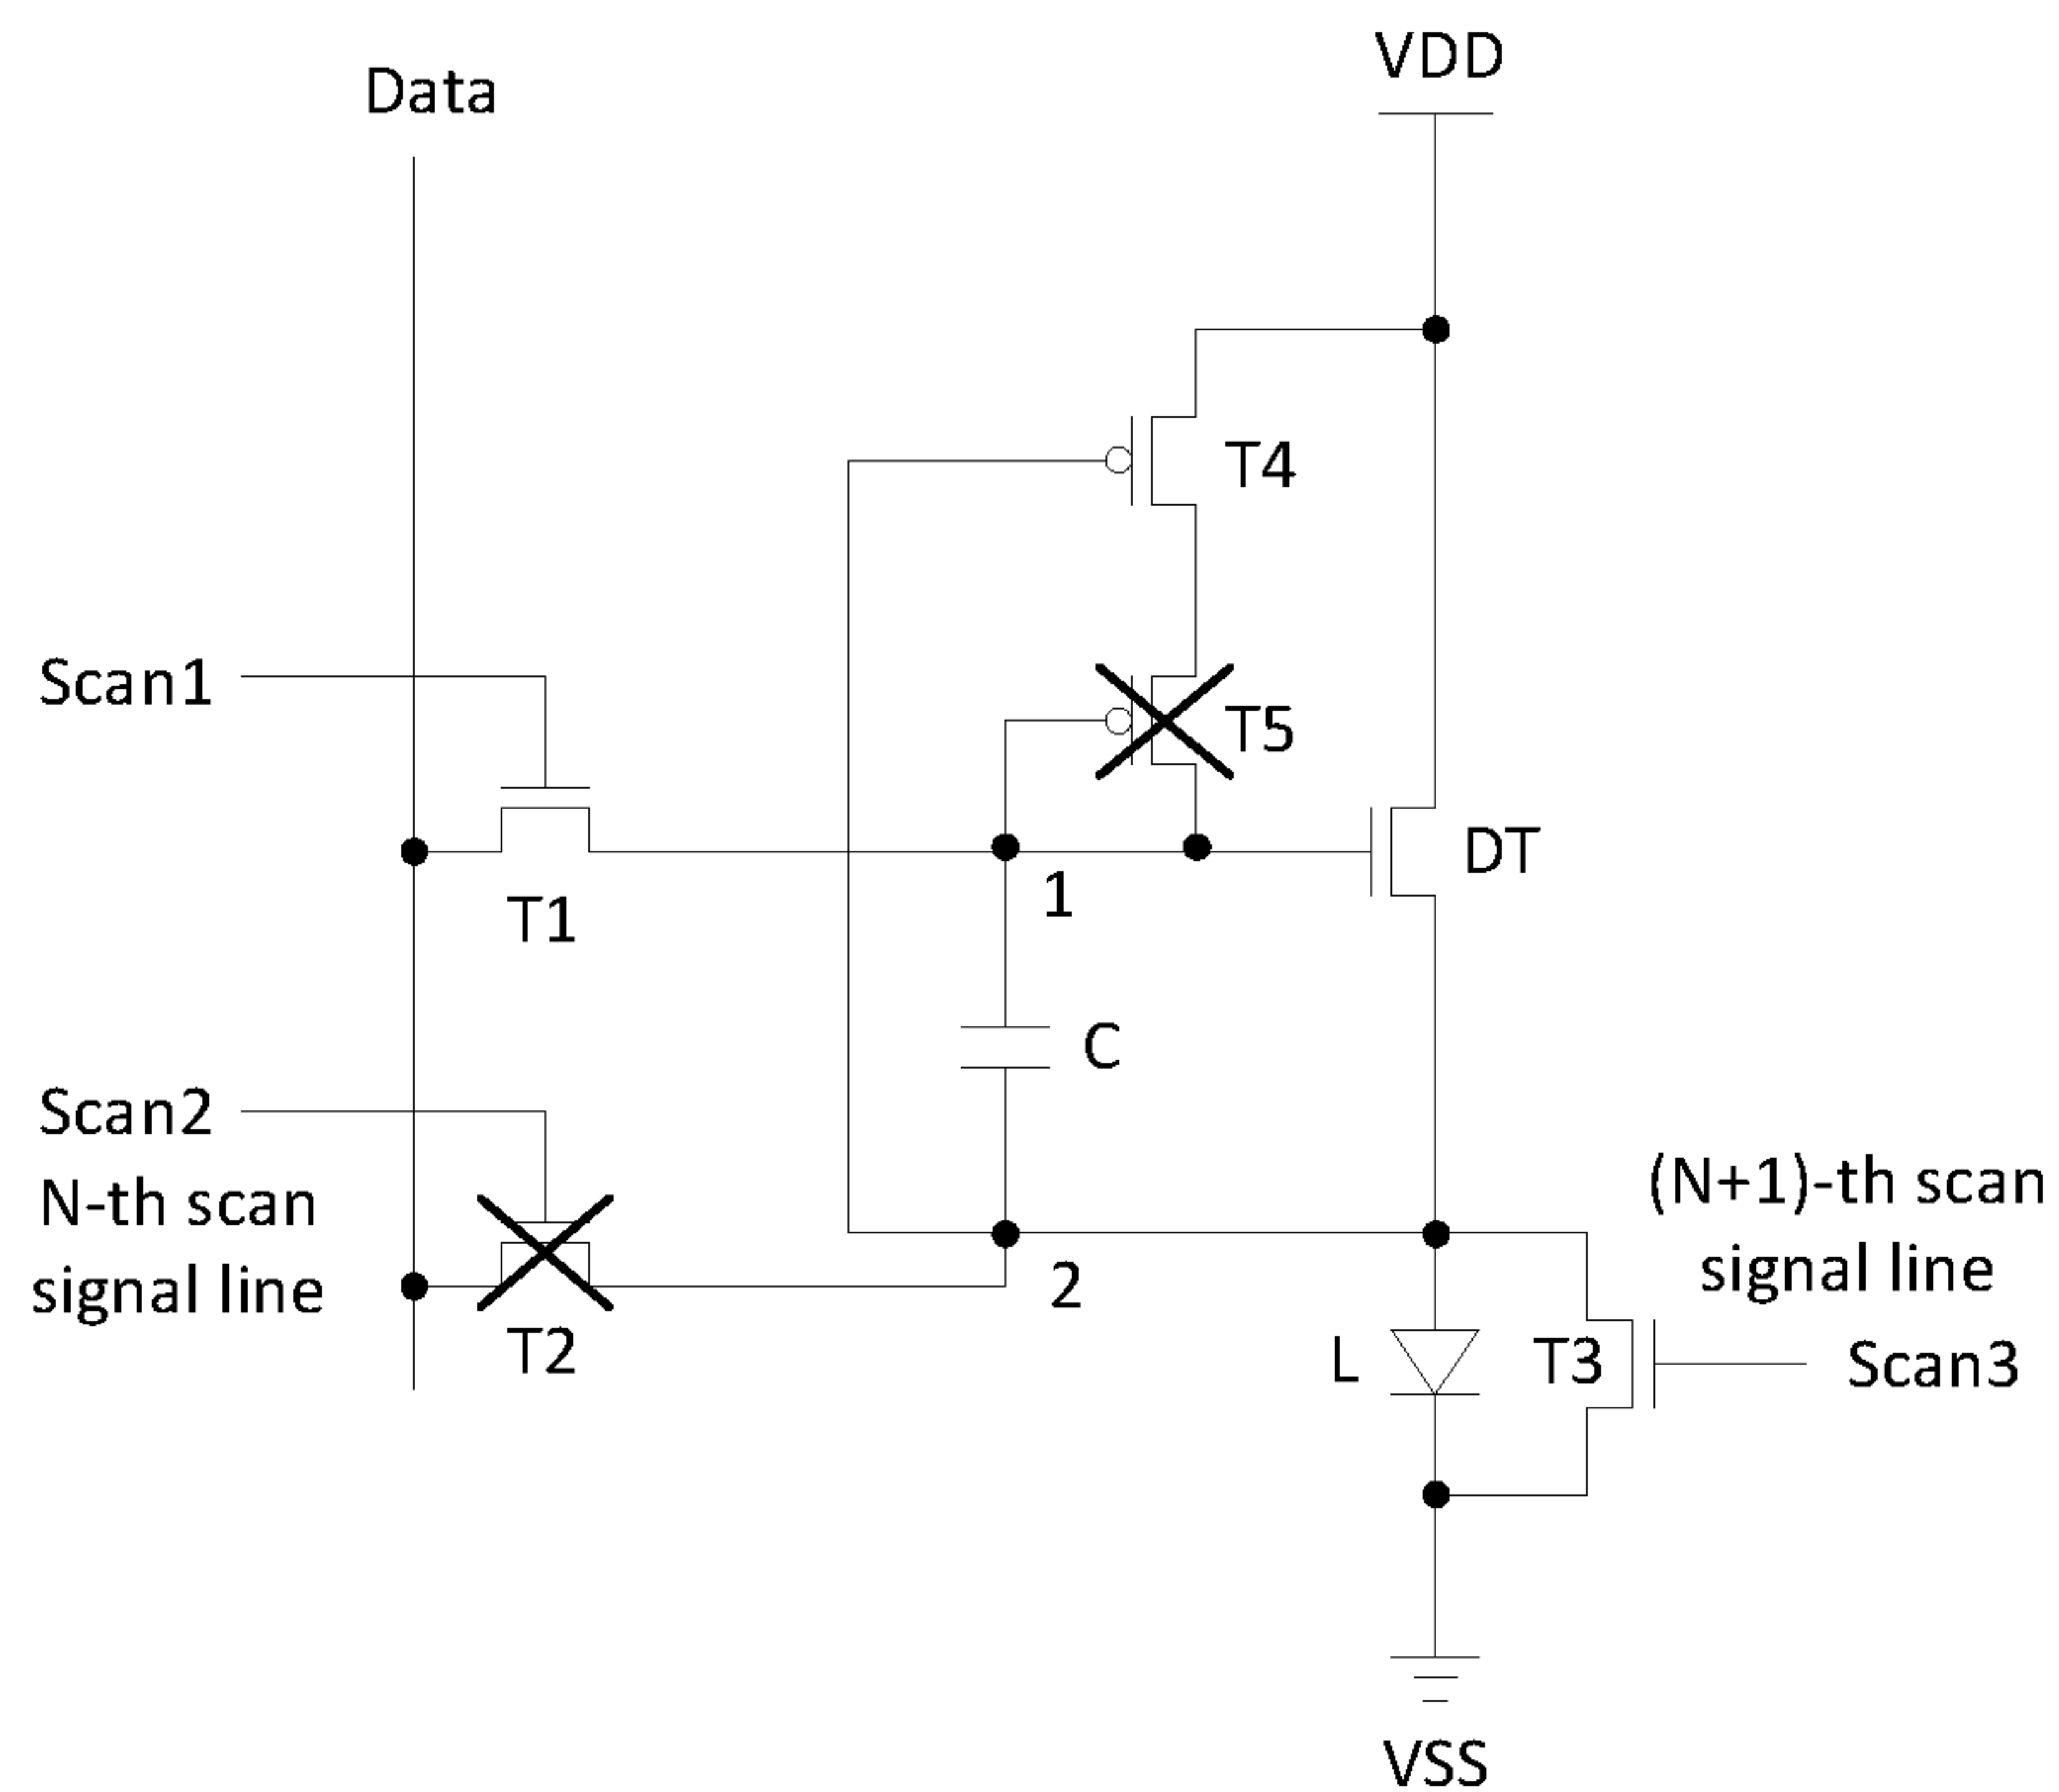 VDD
Data
T4
Scan1
T5
DT
1
T1
C
Scan2
N-th scan
signal line
(N+1)-th scan
signal line
2
T2
L
T3
Scan3
VSS